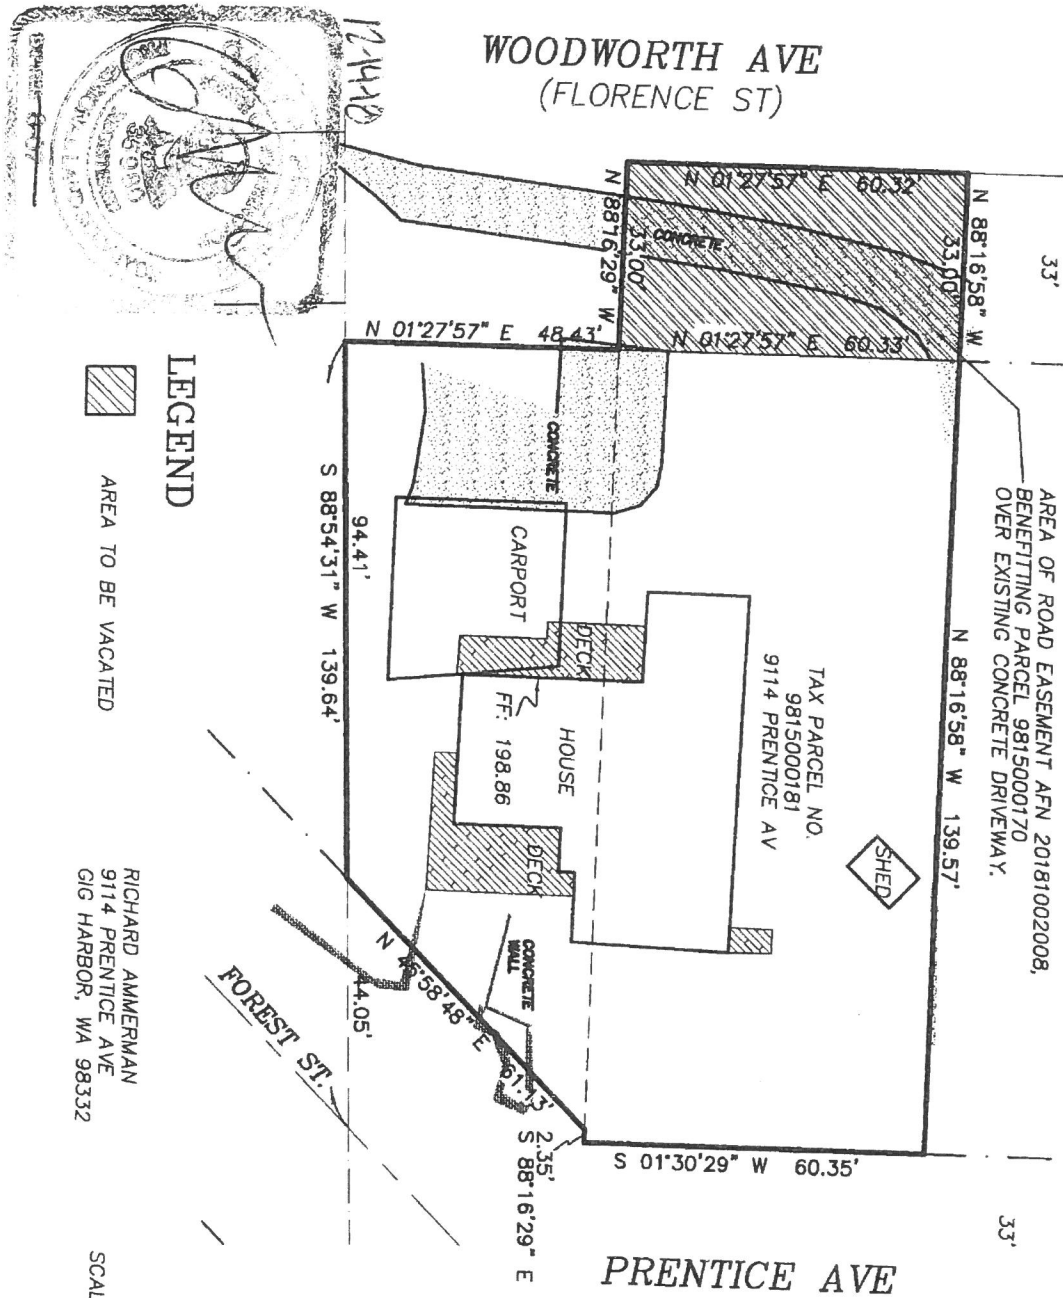 WOODWORTH AVE
(FLORENCE ST)
N 01°27'57" E 60.32'
N 88°16'58" W
33.00'
33'
N 88°16'29" W
33.00'
CONCRETE
N 01°27'57" E 48.43'
N 01°27'57" E 60.33'
AREA OF ROAD EASEMENT AFN 20181002008,
BENEFITTING PARCEL 9815000170
OVER EXISTING CONCRETE DRIVEWAY.
N 88°16'58" W 139.57'
CONCRETE
CARPORT
DECK
TAX PARCEL NO.
9815000181
9114 PRENTICE AV
HOUSE
FF: 198.86
SHED
DECK
CONCRETE
WALL
94.41'
S 88°54'31" W 139.64'
44.05'
N 46°58'48" E 61.13'
2.35'
S 88°16'29" E
S 01°30'29" W 60.35'
33'
PRENTICE AVE
FOREST ST.
LEGEND
AREA TO BE VACATED
RICHARD AMMERMAN
9114 PRENTICE AVE
GIG HARBOR, WA 98332
SCAL